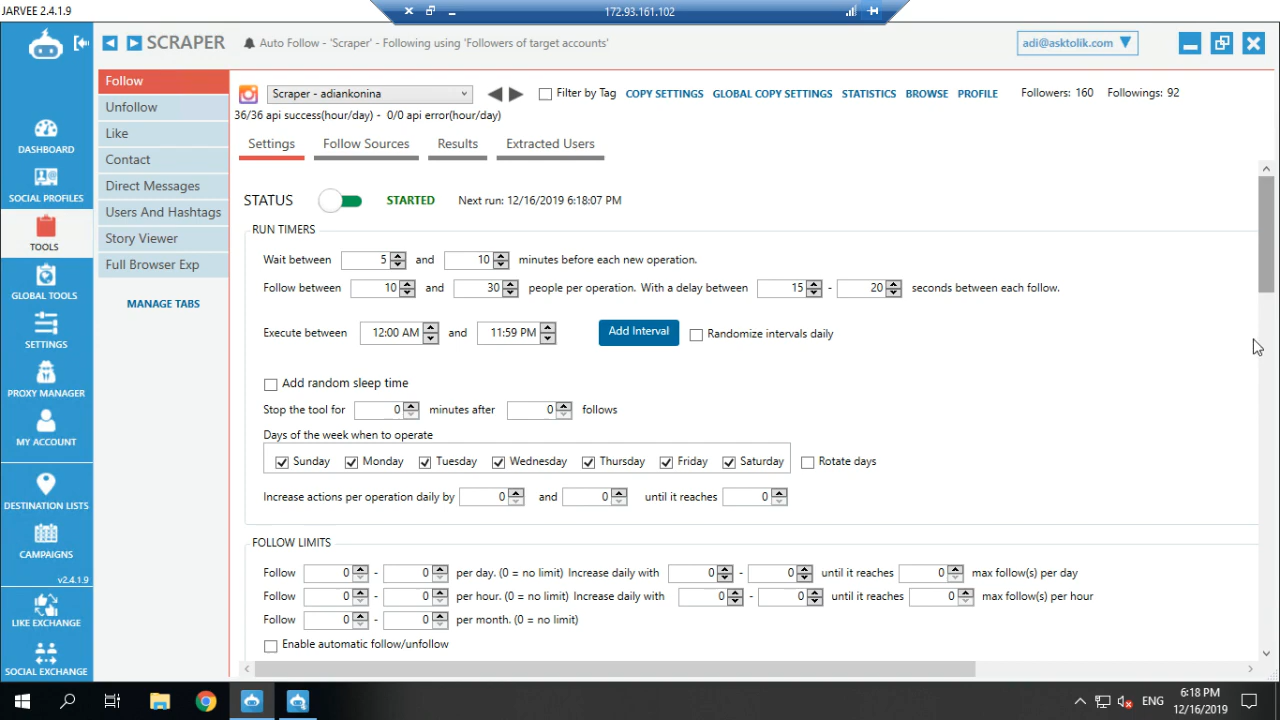 JARVEE 2.4.1.9
172.93.161.102
SCRAPER
Auto Follow - 'Scraper' - Following using 'Followers of target accounts'
adi@asktolik.com
Follow
Unfollow
Like
Contact
Direct Messages
Users And Hashtags
Story Viewer
Full Browser Exp
MANAGE TABS
DASHBOARD
SOCIAL PROFILES
TOOLS
GLOBAL TOOLS
SETTINGS
PROXY MANAGER
MY ACCOUNT
DESTINATION LISTS
CAMPAIGNS
v2.4.1.9
LIKE EXCHANGE
SOCIAL EXCHANGE
Scraper - adiankonina
Filter by Tag COPY SETTINGS GLOBAL COPY SETTINGS STATISTICS BROWSE PROFILE Followers: 160 Followings: 92
36/36 api success(hour/day) - 0/0 api error(hour/day)
Settings Follow Sources Results Extracted Users
STATUS STARTED Next run: 12/16/2019 6:18:07 PM
RUN TIMERS
Wait between 5 and 10 minutes before each new operation.
Follow between 10 and 30 people per operation. With a delay between 15 - 20 seconds between each follow.
Execute between 12:00 AM and 11:59 PM Add Interval Randomize intervals daily
Add random sleep time
Stop the tool for 0 minutes after 0 follows
Days of the week when to operate
Sunday Monday Tuesday Wednesday Thursday Friday Saturday Rotate days
Increase actions per operation daily by 0 and 0 until it reaches 0
FOLLOW LIMITS
Follow 0 - 0 per day. (0 = no limit) Increase daily with 0 - 0 until it reaches 0 max follow(s) per day
Follow 0 - 0 per hour. (0 = no limit) Increase daily with 0 - 0 until it reaches 0 max follow(s) per hour
Follow 0 - 0 per month. (0 = no limit)
Enable automatic follow/unfollow
ENG
6:18 PM
12/16/2019